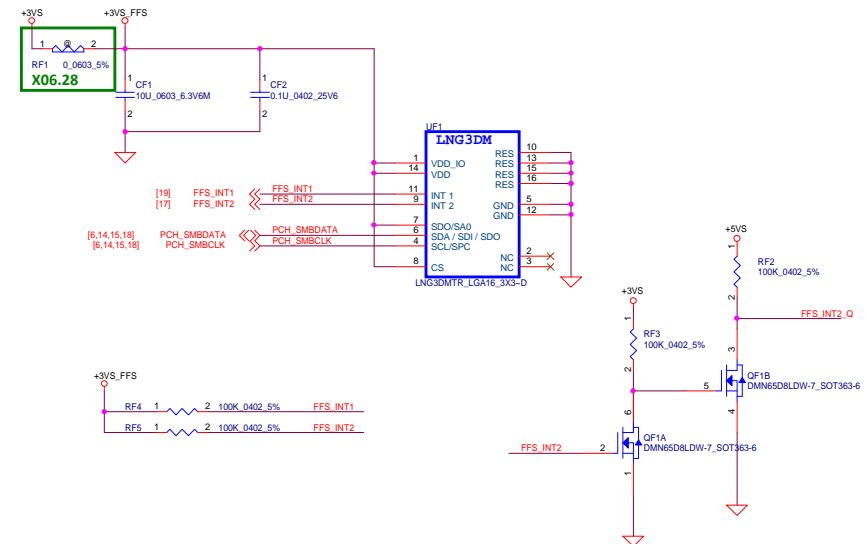 +3VS
+3VS_FFS
1 @ 2
RF1 0_0603_5%
X06.28
1
CF1
10U_0603_6.3V6M
2
1
CF2
0.1U_0402_25V6
2
UF1
LNG3DM
1 VDD_IO
14 VDD
11 INT 1
9 INT 2
7 SDO/SA0
6 SDA / SDI / SDO
4 SCL/SPC
8 CS
RES 10
RES 13
RES 15
RES 16
GND 5
GND 12
NC 2
NC 3
LNG3DMTR_LGA16_3X3-D
[19] FFS_INT1 FFS_INT1
[17] FFS_INT2 FFS_INT2
[6,14,15,18] PCH_SMBDATA PCH_SMBDATA
[6,14,15,18] PCH_SMBCLK PCH_SMBCLK
+5VS
1
RF2
100K_0402_5%
2
FFS_INT2_Q
+3VS
1
RF3
100K_0402_5%
2
3
5
QF1B
DMN65D8LDW-7_SOT363-6
4
6
FFS_INT2 2
QF1A
DMN65D8LDW-7_SOT363-6
1
+3VS_FFS
RF4 1 2 100K_0402_5% FFS_INT1
RF5 1 2 100K_0402_5% FFS_INT2